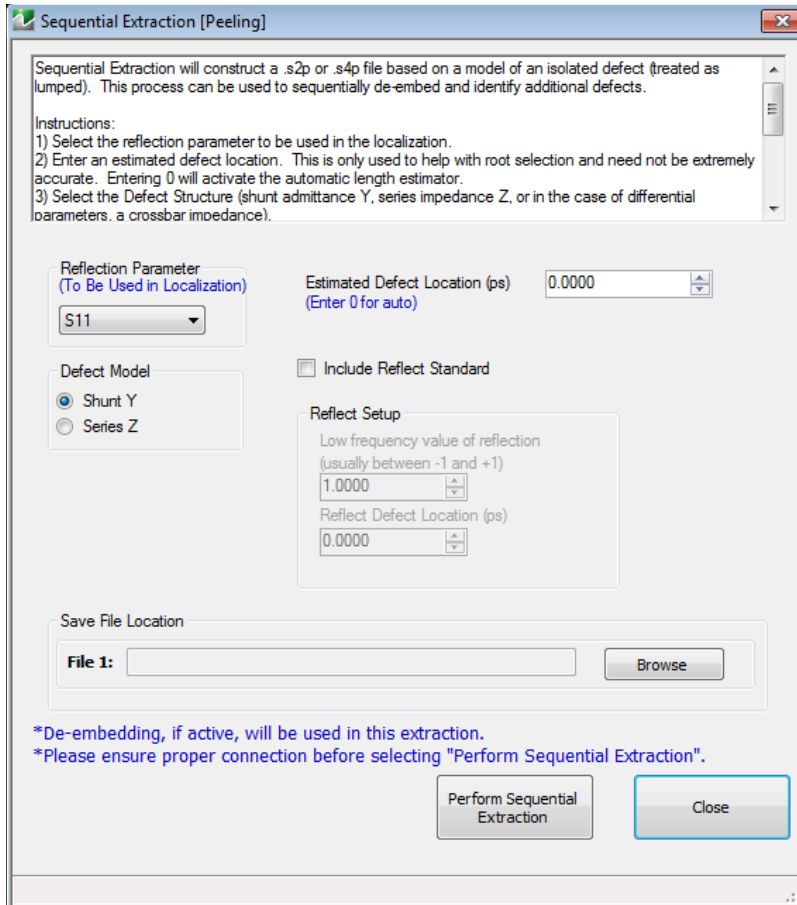 Sequential Extraction [Peeling]
Sequential Extraction will construct a .s2p or .s4p file based on a model of an isolated defect (treated as
lumped). This process can be used to sequentially de-embed and identify additional defects.
Instructions:
1) Select the reflection parameter to be used in the localization.
2) Enter an estimated defect location. This is only used to help with root selection and need not be extremely
accurate. Entering 0 will activate the automatic length estimator.
3) Select the Defect Structure (shunt admittance Y, series impedance Z, or in the case of differential
parameters, a crossbar impedance).
Reflection Parameter
(To Be Used in Localization)
S11
Estimated Defect Location (ps)
0.0000
(Enter 0 for auto)
Defect Model
Shunt Y
Series Z
Include Reflect Standard
Reflect Setup
Low frequency value of reflection
(usually between -1 and +1)
1.0000
Reflect Defect Location (ps)
0.0000
Save File Location
File 1:
Browse
*De-embedding, if active, will be used in this extraction.
*Please ensure proper connection before selecting "Perform Sequential Extraction".
Perform Sequential
Extraction
Close